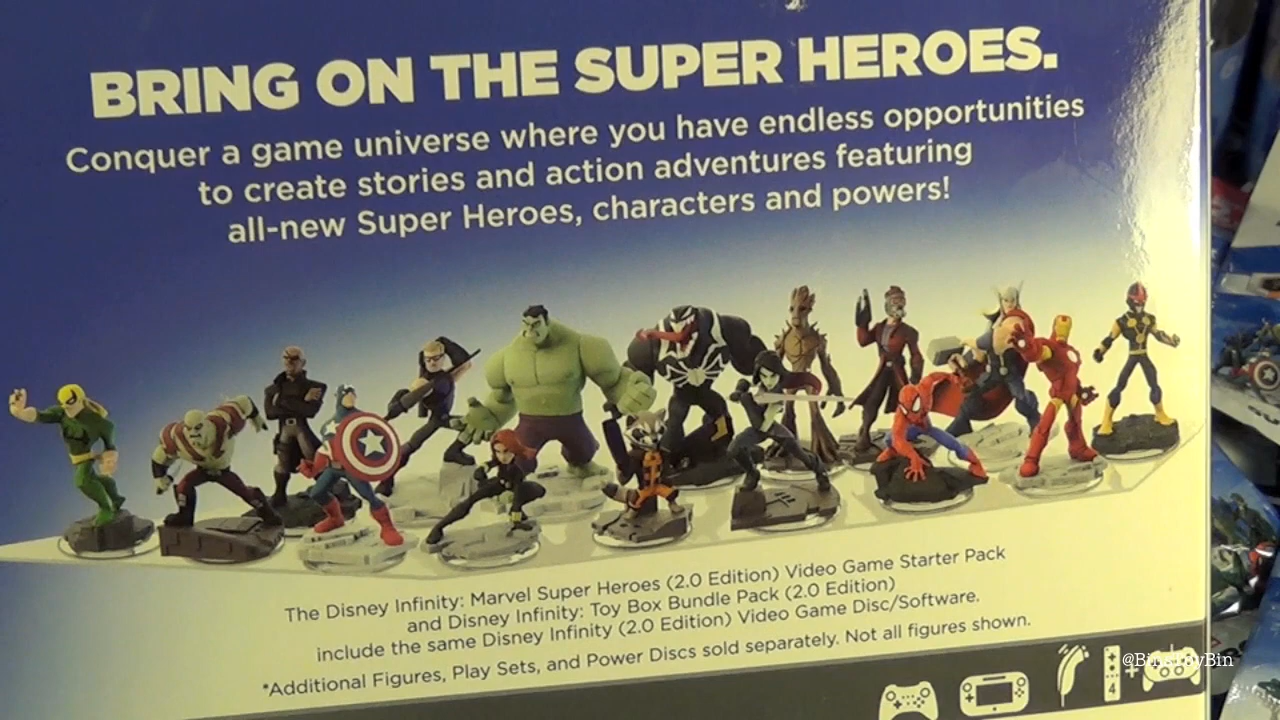 BRING ON THE SUPER HEROES.
Conquer a game universe where you have endless opportunities
to create stories and action adventures featuring
all-new Super Heroes, characters and powers!
The Disney Infinity: Marvel Super Heroes (2.0 Edition) Video Game Starter Pack
and Disney Infinity: Toy Box Bundle Pack (2.0 Edition)
include the same Disney Infinity (2.0 Edition) Video Game Disc/Software.
*Additional Figures, Play Sets, and Power Discs sold separately. Not all figures shown.
4
+